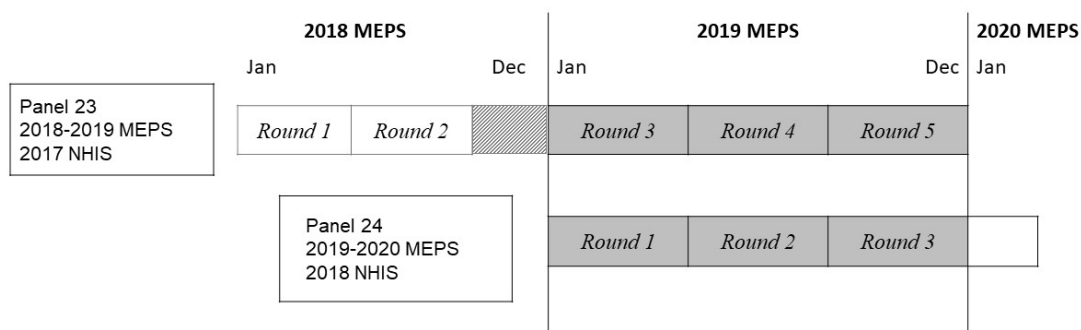 2018 MEPS 2019 MEPS 2020 MEPS
Jan Dec Jan Dec Jan
Panel 23
2018-2019 MEPS
2017 NHIS
Round 1 Round 2 Round 3 Round 4 Round 5
Panel 24
2019-2020 MEPS
2018 NHIS
Round 1 Round 2 Round 3